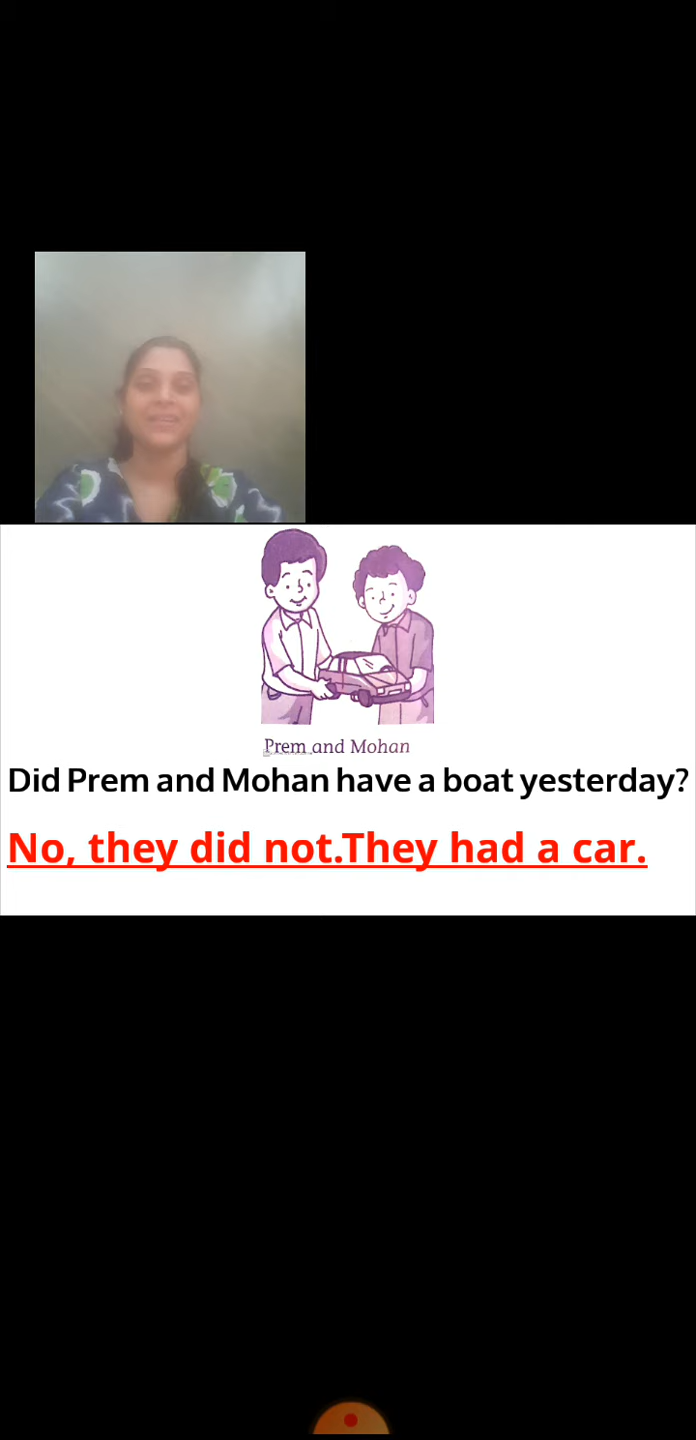 Prem and Mohan
Did Prem and Mohan have a boat yesterday?
No, they did not.They had a car.